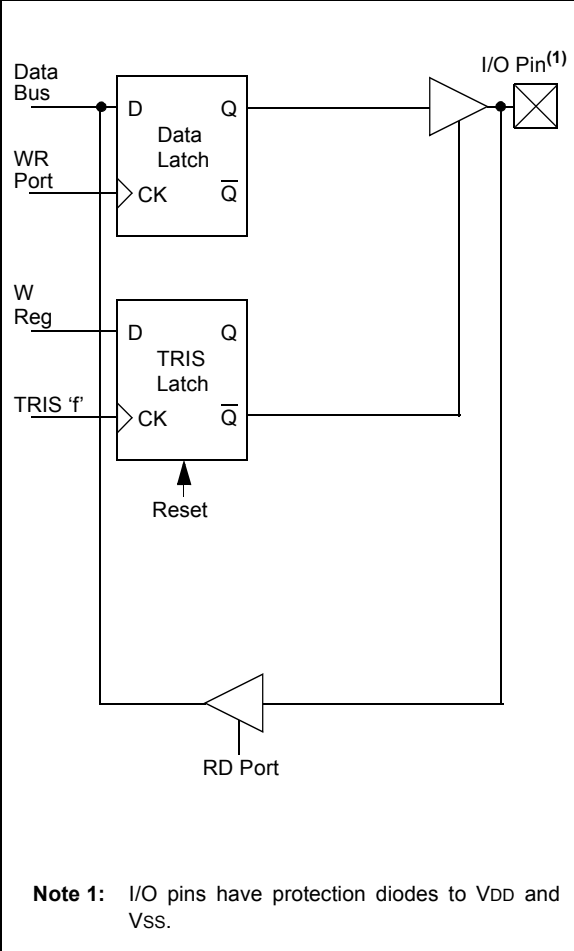 I/O Pin(1)
Data
Bus
D
Q
Data
Latch
WR
Port
CK
Q̅
W
Reg
D
Q
TRIS
Latch
TRIS ‘f’
CK
Q̅
Reset
RD Port
Note 1: I/O pins have protection diodes to VDD and
VSS.